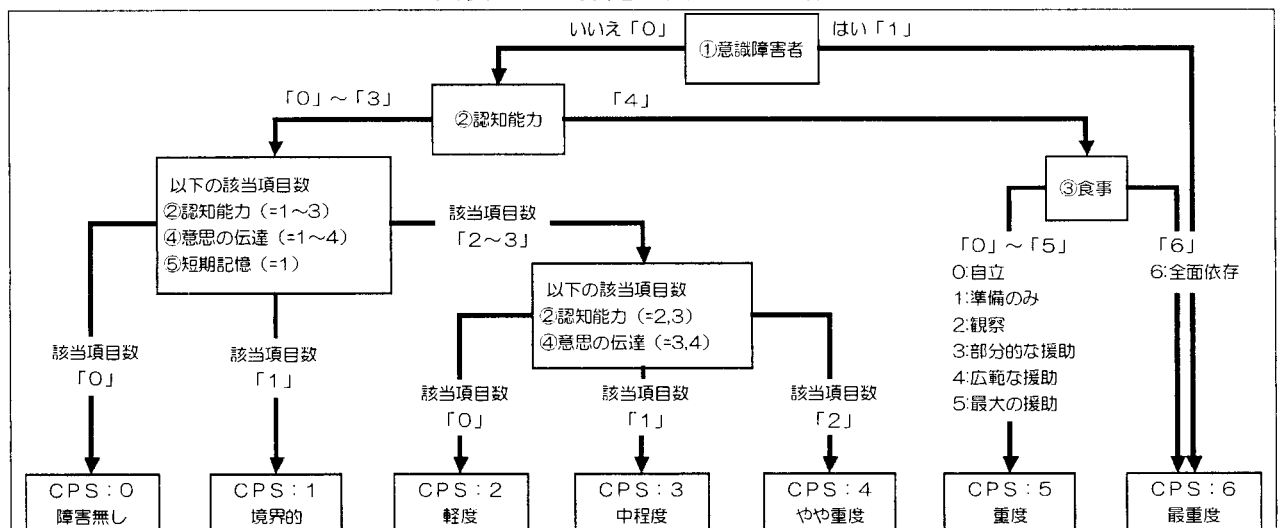 いいえ「0」
①意識障害者
はい「1」
「0」～「3」
②認知能力
「4」
以下の該当項目数
②認知能力（=1～3）
④意思の伝達（=1～4）
⑤短期記憶（=1）
該当項目数
「2～3」
③食事
「0」～「5」
0:自立
1:準備のみ
2:観察
3:部分的な援助
4:広範な援助
5:最大の援助
「6」
6:全面依存
以下の該当項目数
②認知能力（=2,3）
④意思の伝達（=3,4）
該当項目数
「0」
該当項目数
「1」
該当項目数
「0」
該当項目数
「1」
該当項目数
「2」
CPS：0
障害無し
CPS：1
境界的
CPS：2
軽度
CPS：3
中程度
CPS：4
やや重度
CPS：5
重度
CPS：6
最重度